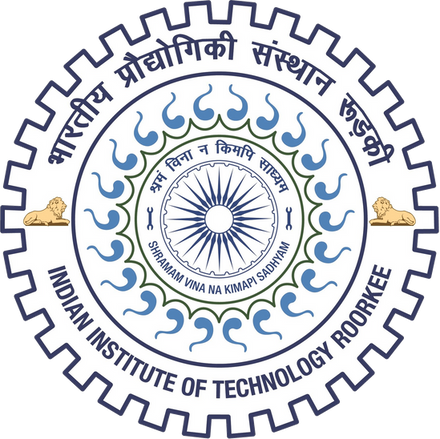 भारतीय प्रौद्योगिकी संस्थान रूड़की
श्रमं विना न किमपि साध्यम्
SHRAMAM VINA NA KIMAPI SADHYAM
INDIAN INSTITUTE OF TECHNOLOGY ROORKEE